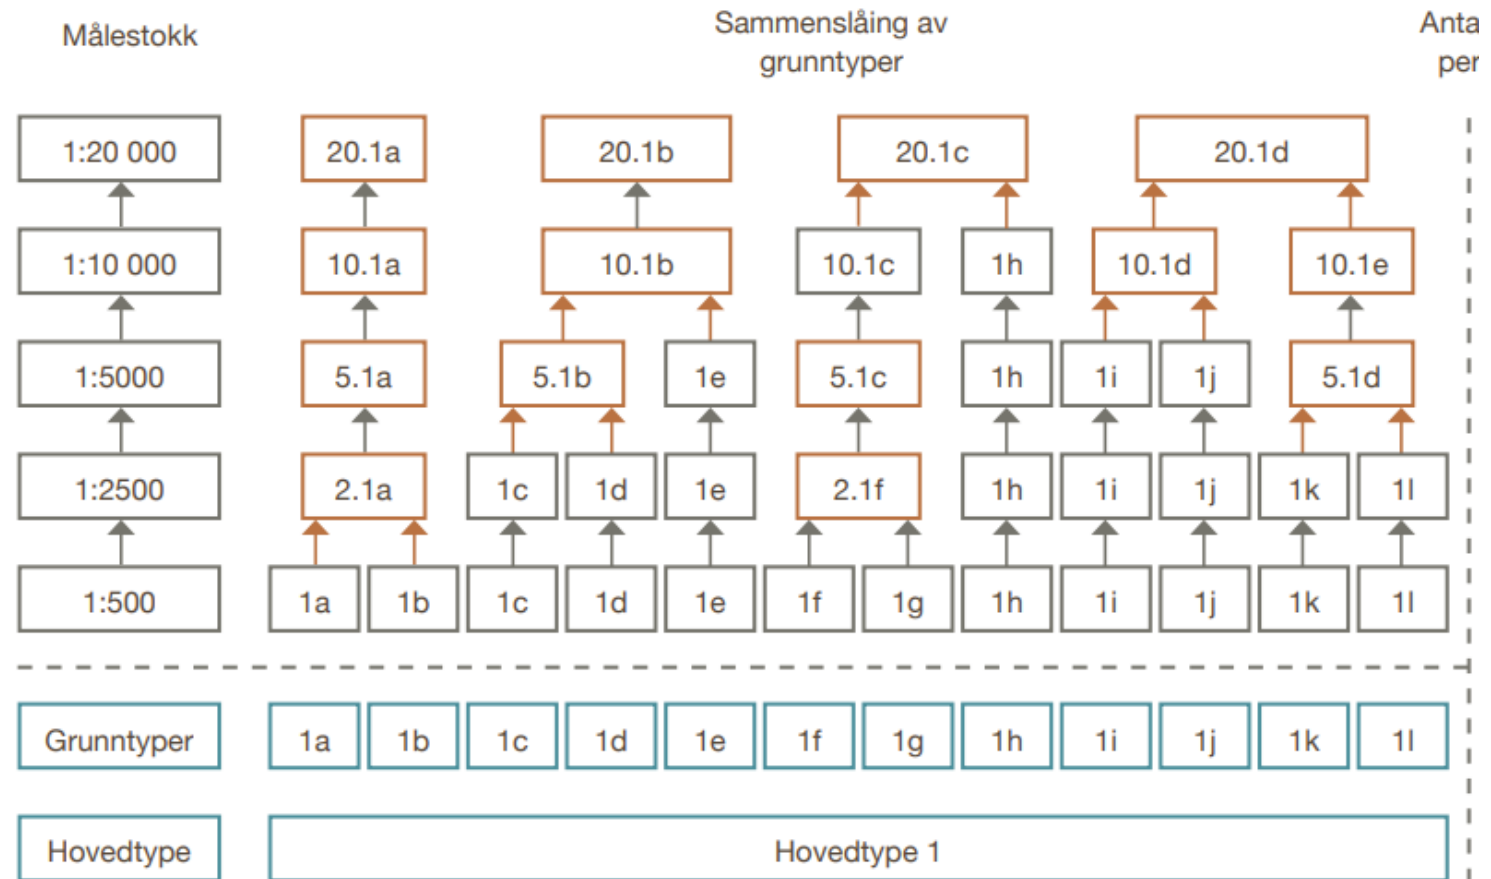 Målestokk
Sammenslåing av
grunntyper
Anta
per
1:20 000 20.1a 20.1b 20.1c 20.1d
1:10 000 10.1a 10.1b 10.1c 1h 10.1d 10.1e
1:5000 5.1a 5.1b 1e 5.1c 1h 1i 1j 5.1d
1:2500 2.1a 1c 1d 1e 2.1f 1h 1i 1j 1k 1l
1:500 1a 1b 1c 1d 1e 1f 1g 1h 1i 1j 1k 1l
Grunntyper 1a 1b 1c 1d 1e 1f 1g 1h 1i 1j 1k 1l
Hovedtype Hovedtype 1